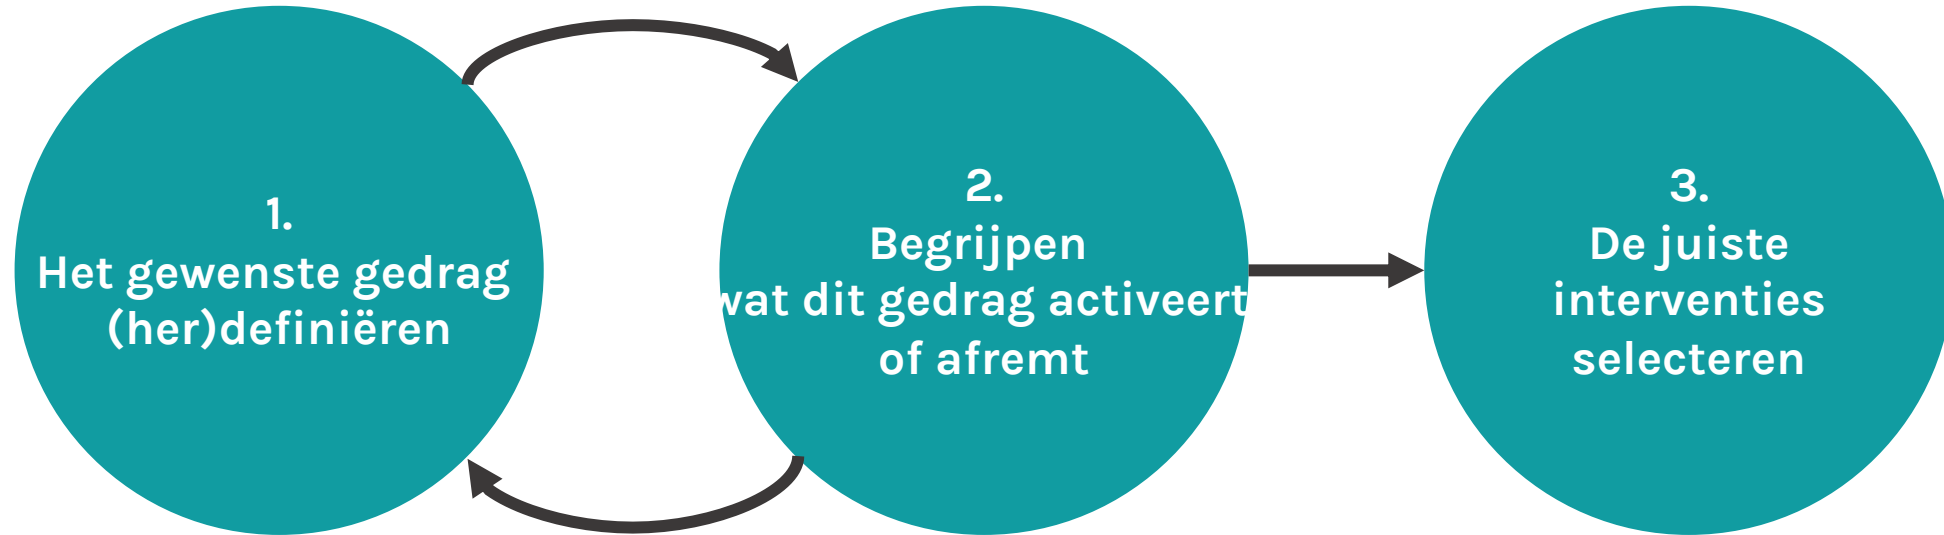 1.
Het gewenste gedrag
(her)definiëren
2.
Begrijpen
wat dit gedrag activeert
of afremt
3.
De juiste
interventies
selecteren